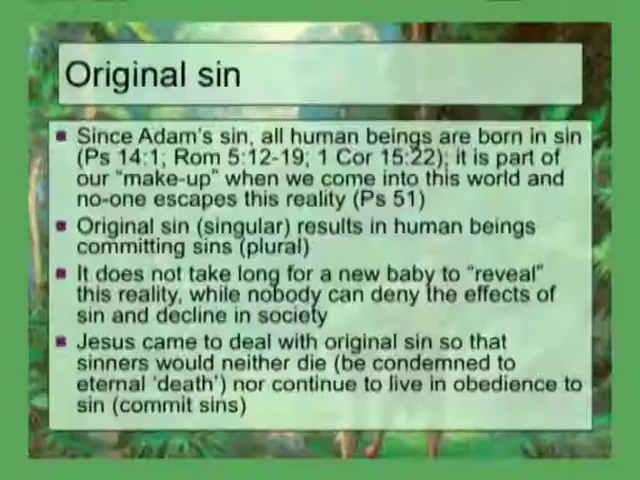 Original sin
Since Adam's sin, all human beings are born in sin
(Ps 14:1; Rom 5:12-19; 1 Cor 15:22); it is part of
our "make-up" when we come into this world and
no-one escapes this reality (Ps 51)
Original sin (singular) results in human beings
committing sins (plural)
It does not take long for a new baby to "reveal"
this reality, while nobody can deny the effects of
sin and decline in society
Jesus came to deal with original sin so that
sinners would neither die (be condemned to
eternal 'death') nor continue to live in obedience to
sin (commit sins)